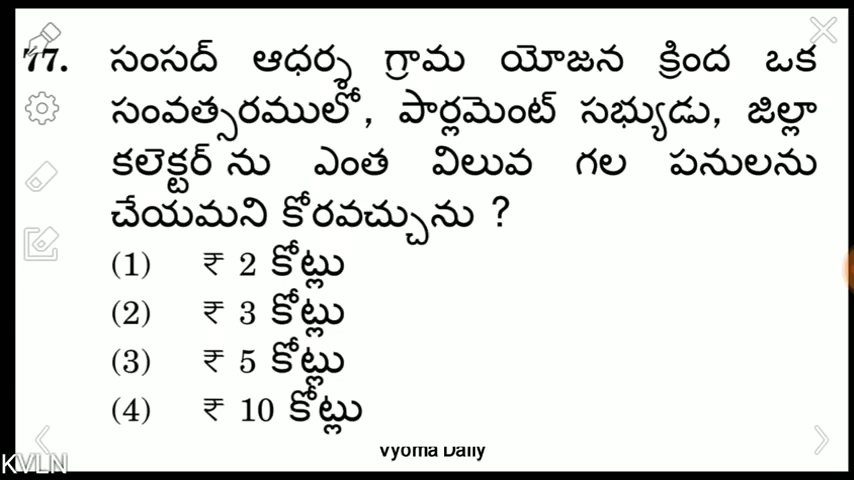 77. సంసద్ ఆధర్శ గ్రామ యోజన క్రింద ఒక
సంవత్సరములో, పార్లమెంట్ సభ్యుడు, జిల్లా
కలెక్టర్ ను ఎంత విలువ గల పనులను
చేయమని కోరవచ్చును ?
(1) ₹ 2 కోట్లు
(2) ₹ 3 కోట్లు
(3) ₹ 5 కోట్లు
(4) ₹ 10 కోట్లు
Vyoma Daily
KVLN